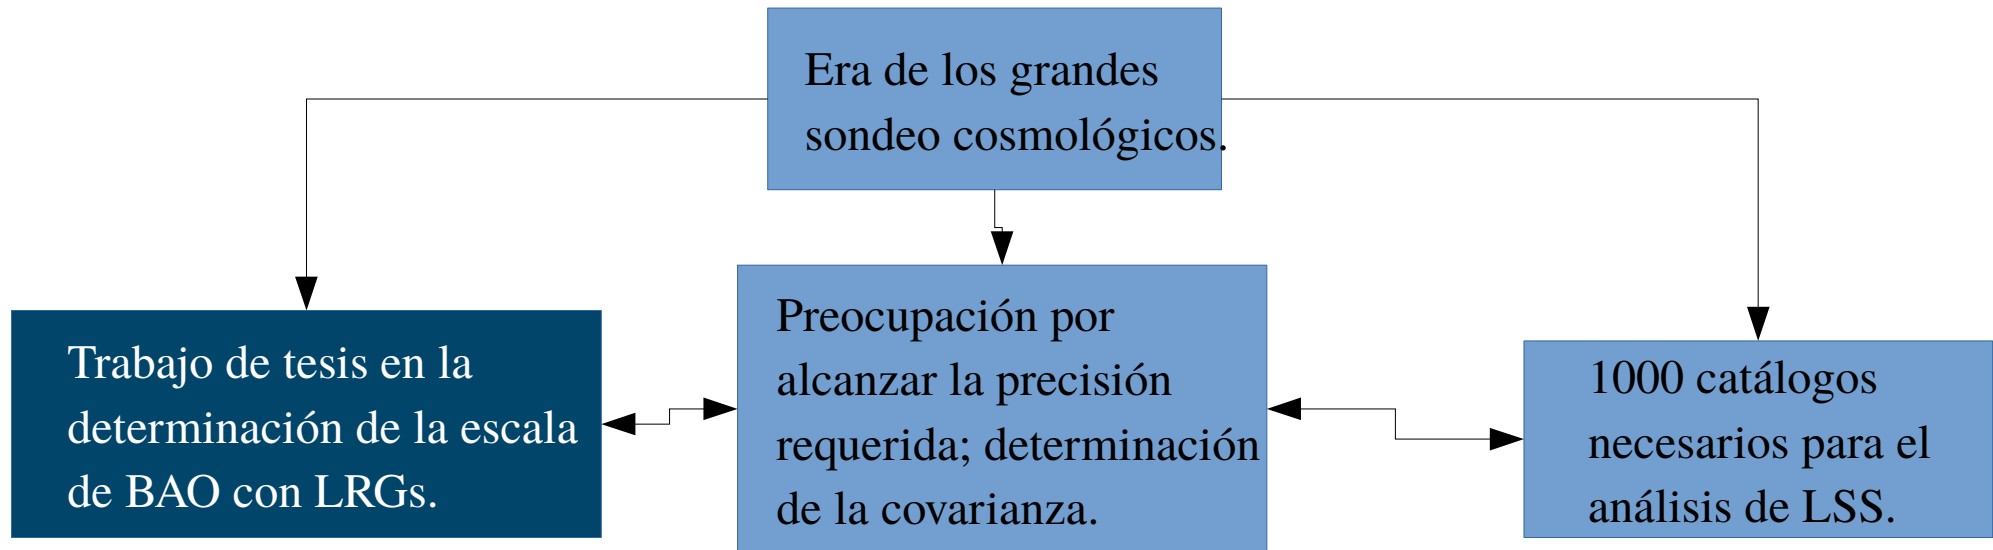 Era de los grandes
sondeo cosmológicos.
Trabajo de tesis en la
determinación de la escala
de BAO con LRGs.
Preocupación por
alcanzar la precisión
requerida; determinación
de la covarianza.
1000 catálogos
necesarios para el
análisis de LSS.